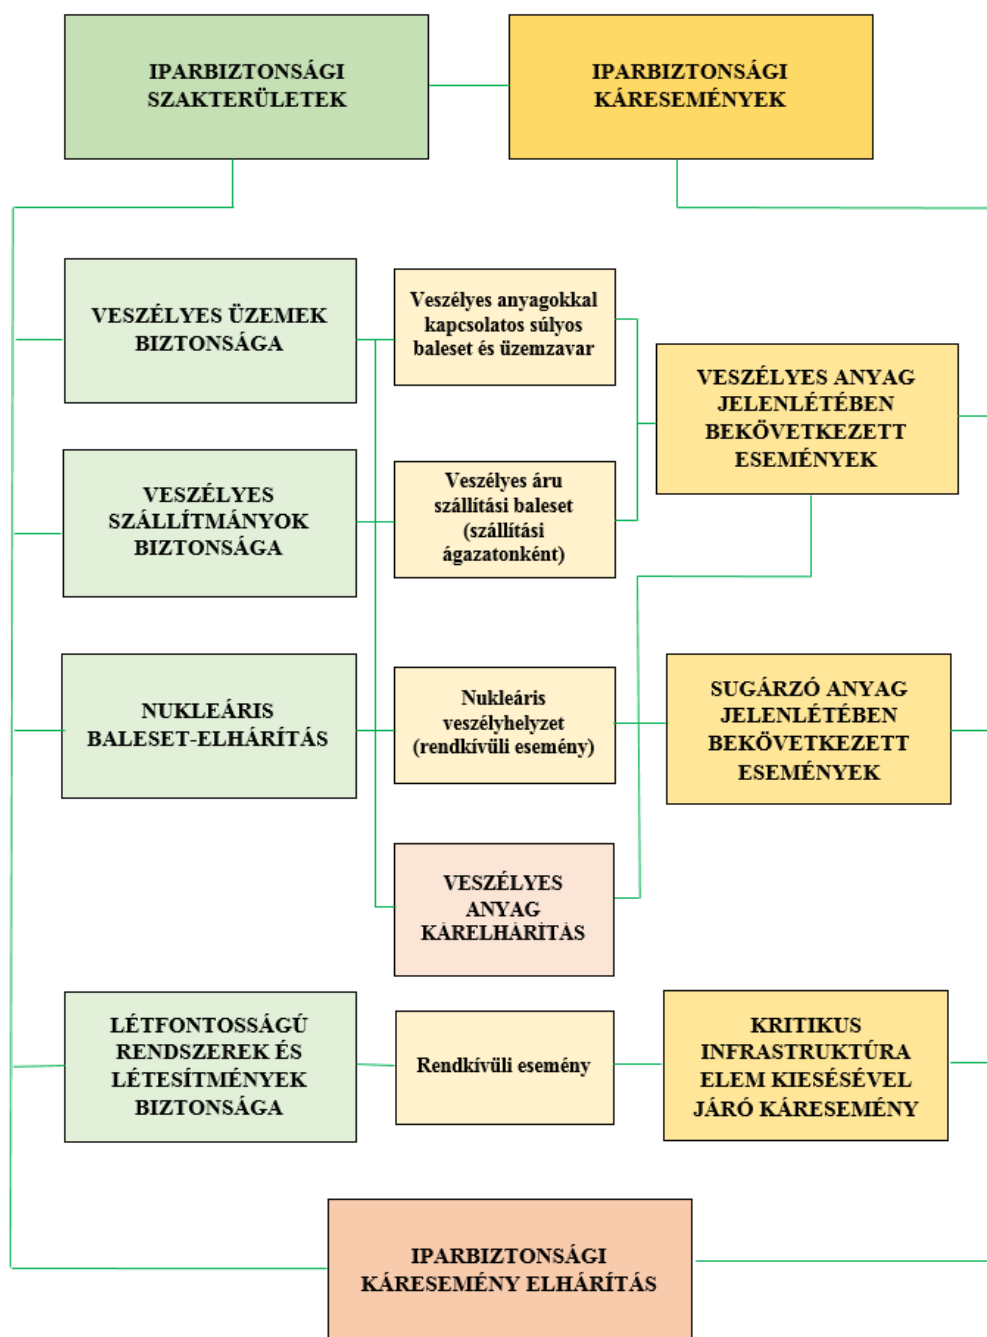 IPARBIZTONSÁGI
SZAKTERÜLETEK
IPARBIZTONSÁGI
KÁRESEMÉNYEK
VESZÉLYES ÜZEMEK
BIZTONSÁGA
Veszélyes anyagokkal
kapcsolatos súlyos
baleset és üzemzavar
VESZÉLYES ANYAG
JELENLÉTÉBEN
BEKÖVETKEZETT
ESEMÉNYEK
VESZÉLYES
SZÁLLÍTMÁNYOK
BIZTONSÁGA
Veszélyes áru
szállítási baleset
(szállítási
ágazatonként)
NUKLEÁRIS
BALESET-ELHÁRÍTÁS
Nukleáris
veszélyhelyzet
(rendkívüli esemény)
SUGÁRZÓ ANYAG
JELENLÉTÉBEN
BEKÖVETKEZETT
ESEMÉNYEK
VESZÉLYES
ANYAG
KÁRELHÁRÍTÁS
LÉTFONTOSSÁGÚ
RENDSZEREK ÉS
LÉTESÍTMÉNYEK
BIZTONSÁGA
Rendkívüli esemény
KRITIKUS
INFRASTRUKTÚRA
ELEM KIESÉSÉVEL
JÁRÓ KÁRESEMÉNY
IPARBIZTONSÁGI
KÁRESEMÉNY ELHÁRÍTÁS